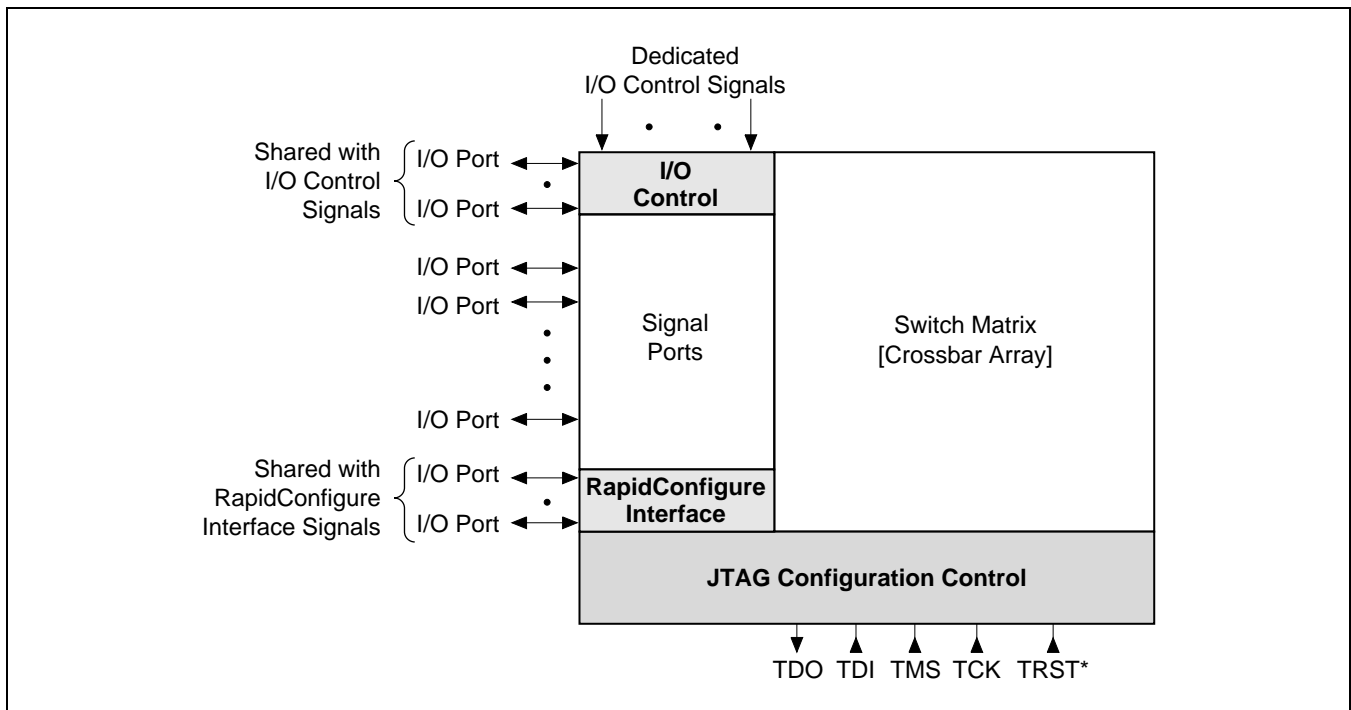 Dedicated
I/O Control Signals
Shared with
I/O Control
Signals
I/O Port
I/O Port
I/O
Control
I/O Port
I/O Port
I/O Port
Signal
Ports
Switch Matrix
[Crossbar Array]
Shared with
RapidConfigure
Interface Signals
I/O Port
I/O Port
RapidConfigure
Interface
JTAG Configuration Control
TDO TDI TMS TCK TRST*